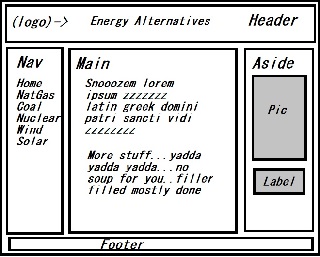 (logo)-> Energy Alternatives Header
Nav
Home
NatGas
Coal
Nuclear
Wind
Solar
Main
Snooozem lorem
ipsum zzzzzzz
latin greek domini
patri sancti vidi
zzzzzzzz
More stuff...yadda
yadda yadda...no
soup for you..filler
filled mostly done
Aside
Pic
Label
Footer